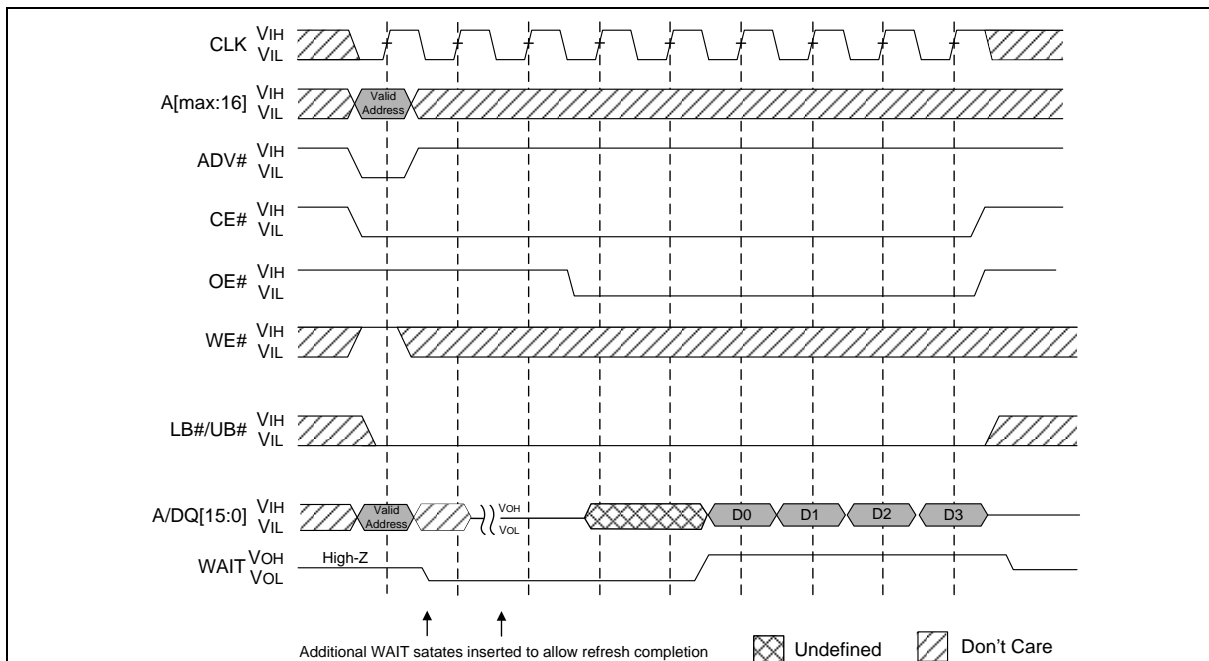 CLK VIH
VIL
A[max:16] VIH
VIL
Valid
Address
ADV# VIH
VIL
CE# VIH
VIL
OE# VIH
VIL
WE# VIH
VIL
LB#/UB# VIH
VIL
A/DQ[15:0] VIH
VIL
Valid
Address
VOH
VOL
D0 D1 D2 D3
WAIT VOH
VOL
High-Z
Additional WAIT satates inserted to allow refresh completion
Undefined
Don't Care